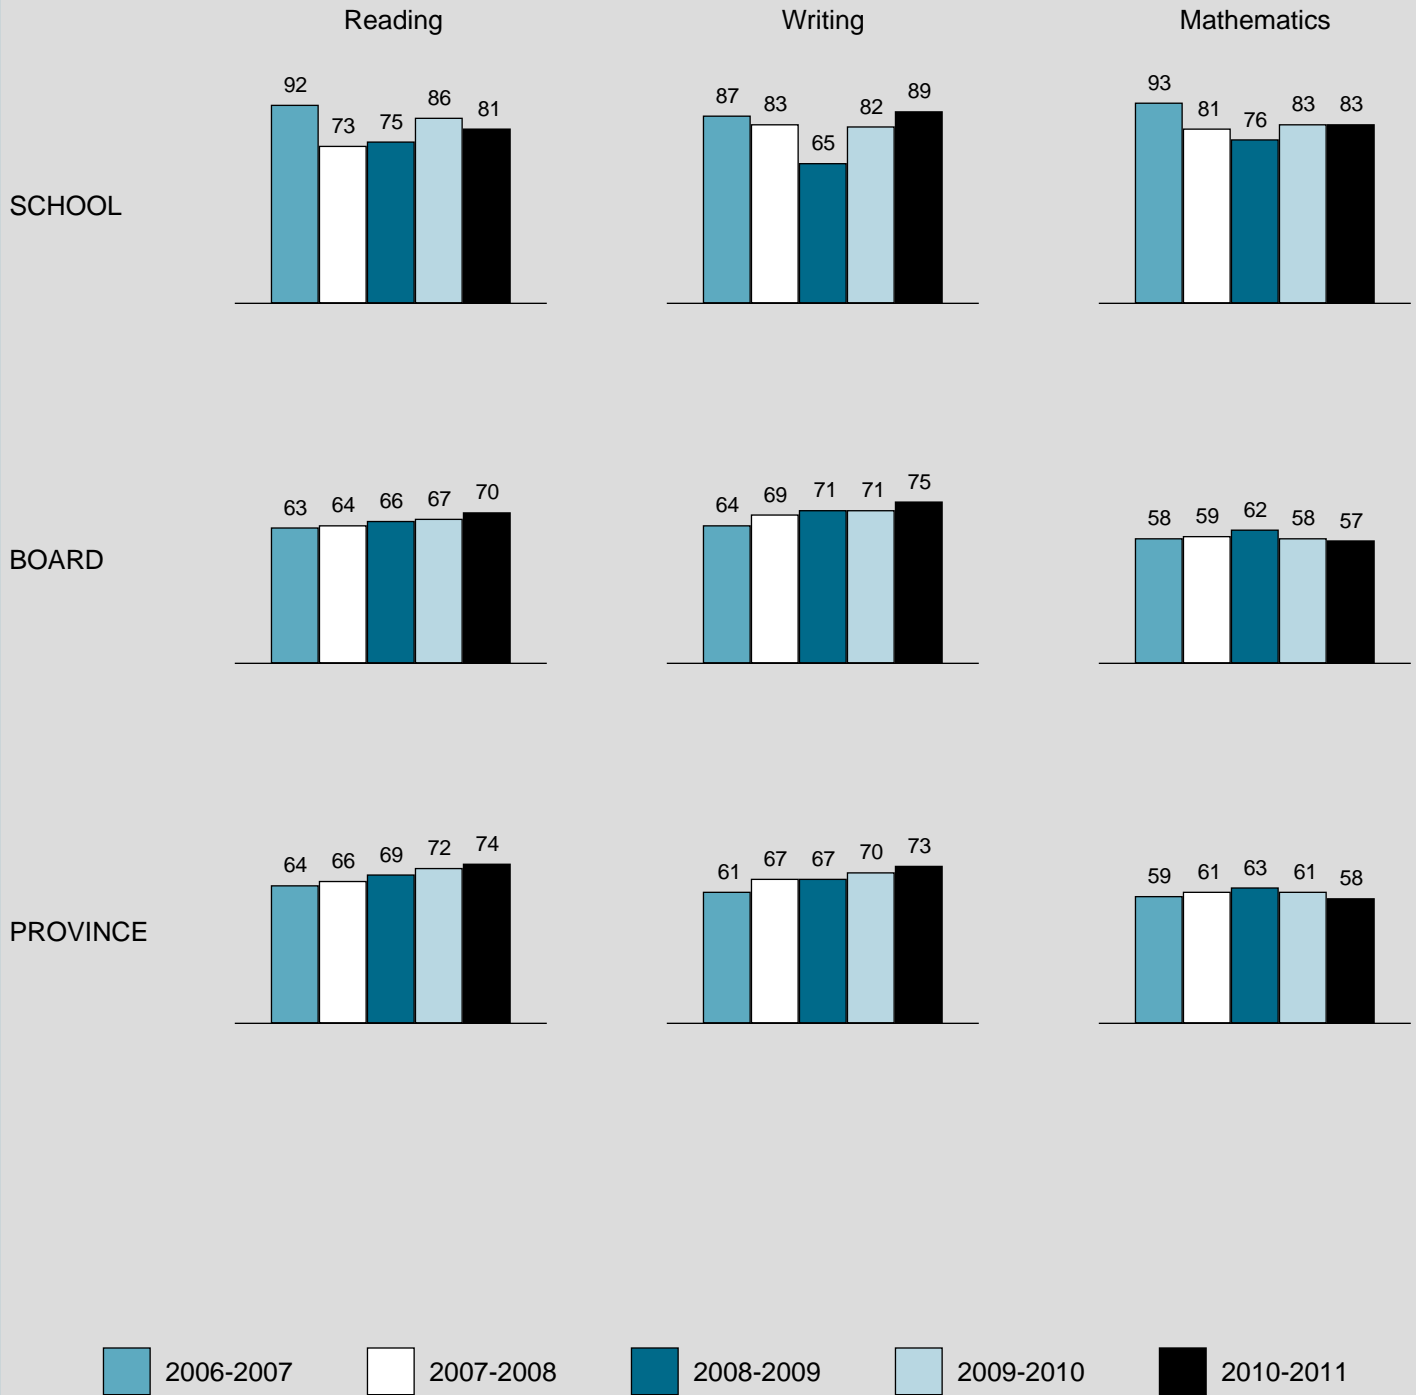 Reading Writing Mathematics
SCHOOL
92 73 75 86 81
87 83 65 82 89
93 81 76 83 83
BOARD
63 64 66 67 70
64 69 71 71 75
58 59 62 58 57
PROVINCE
64 66 69 72 74
61 67 67 70 73
59 61 63 61 58
2006-2007 2007-2008 2008-2009 2009-2010 2010-2011